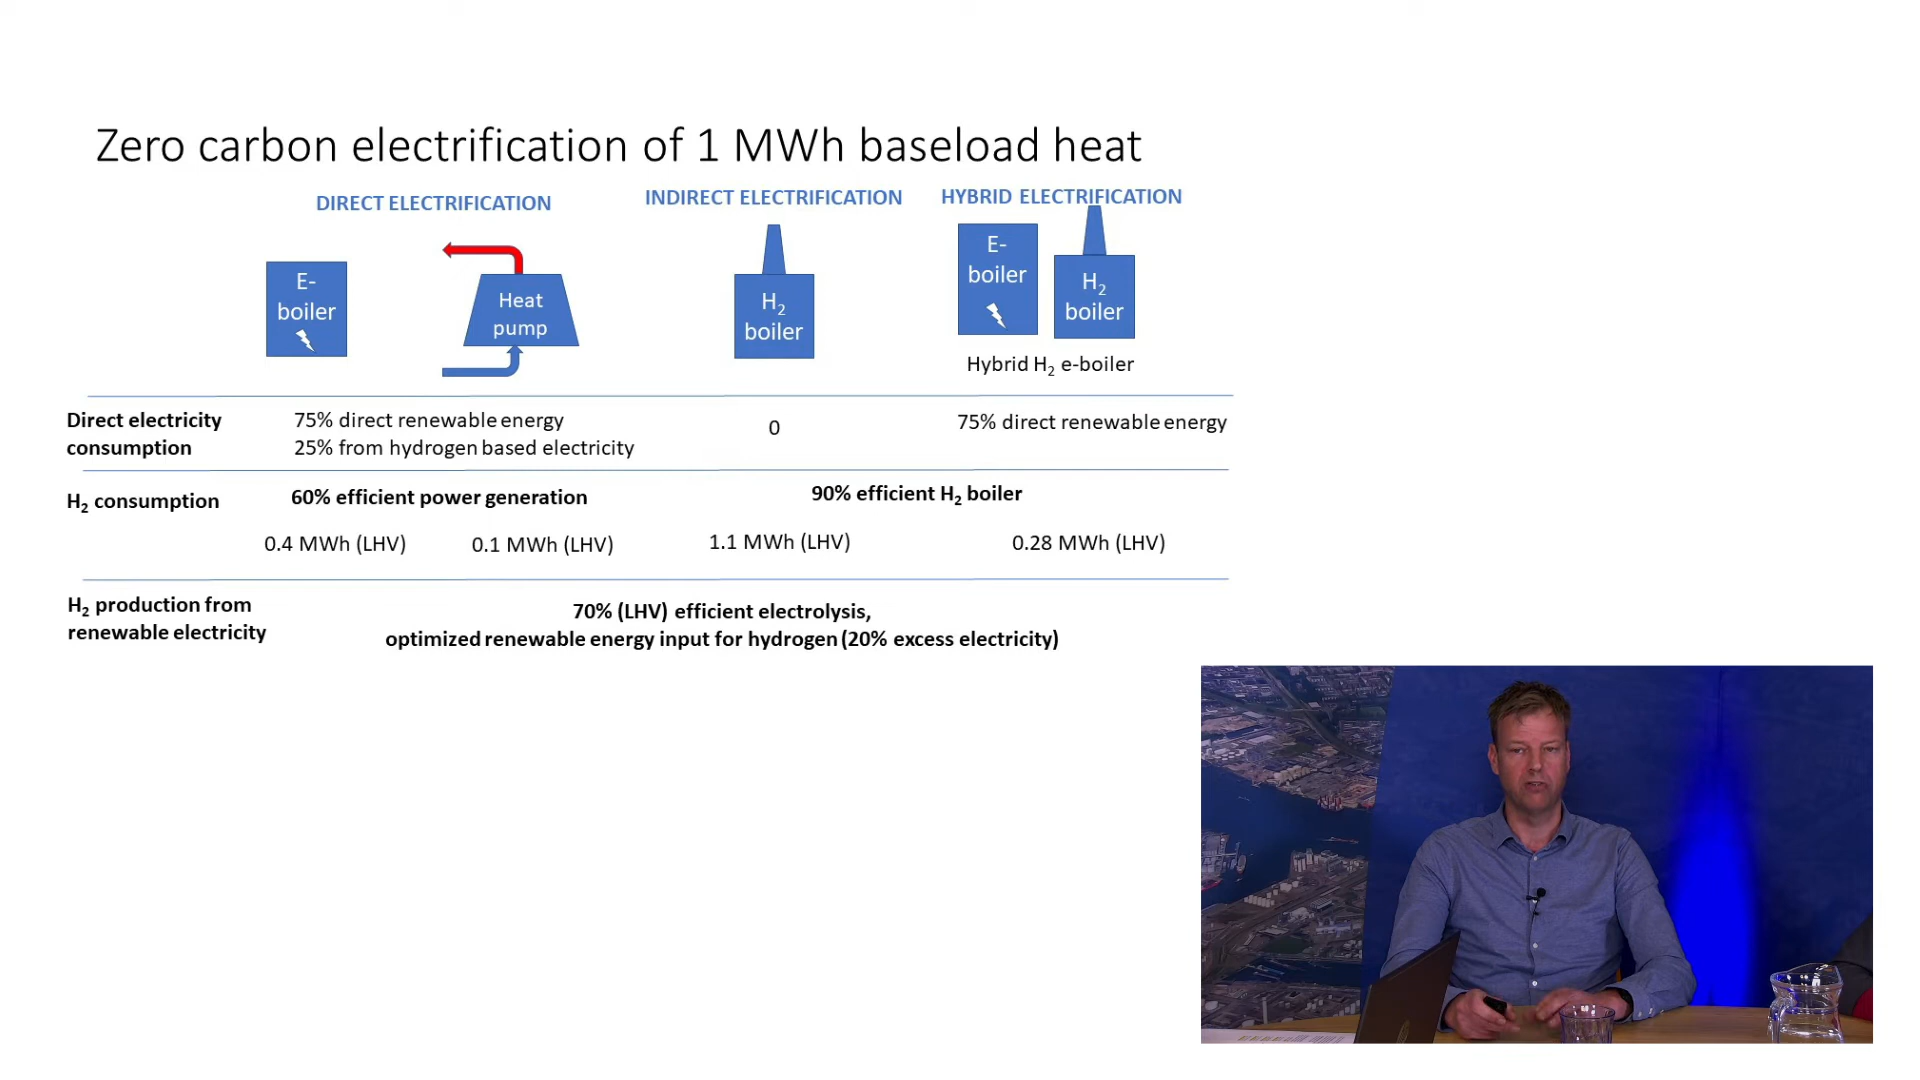 Zero carbon electrification of 1 MWh baseload heat
DIRECT ELECTRIFICATION
INDIRECT ELECTRIFICATION
HYBRID ELECTRIFICATION
E-
boiler
Heat
pump
H₂
boiler
E-
boiler
H₂
boiler
Hybrid H₂ e-boiler
Direct electricity
consumption
75% direct renewable energy
25% from hydrogen based electricity
0
75% direct renewable energy
H₂ consumption
60% efficient power generation
90% efficient H₂ boiler
0.4 MWh (LHV)
0.1 MWh (LHV)
1.1 MWh (LHV)
0.28 MWh (LHV)
H₂ production from
renewable electricity
70% (LHV) efficient electrolysis,
optimized renewable energy input for hydrogen (20% excess electricity)